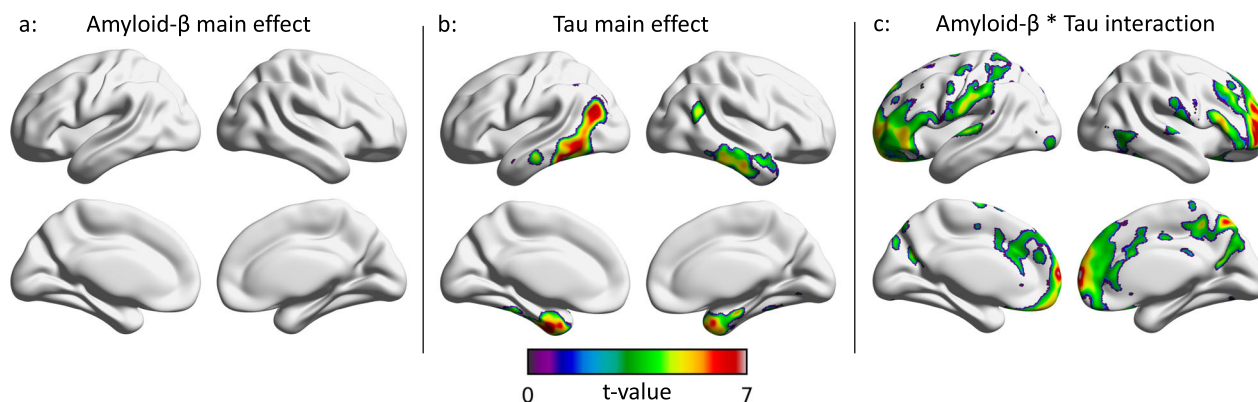 a: Amyloid-β main effect
b: Tau main effect
c: Amyloid-β * Tau interaction
0 t-value 7